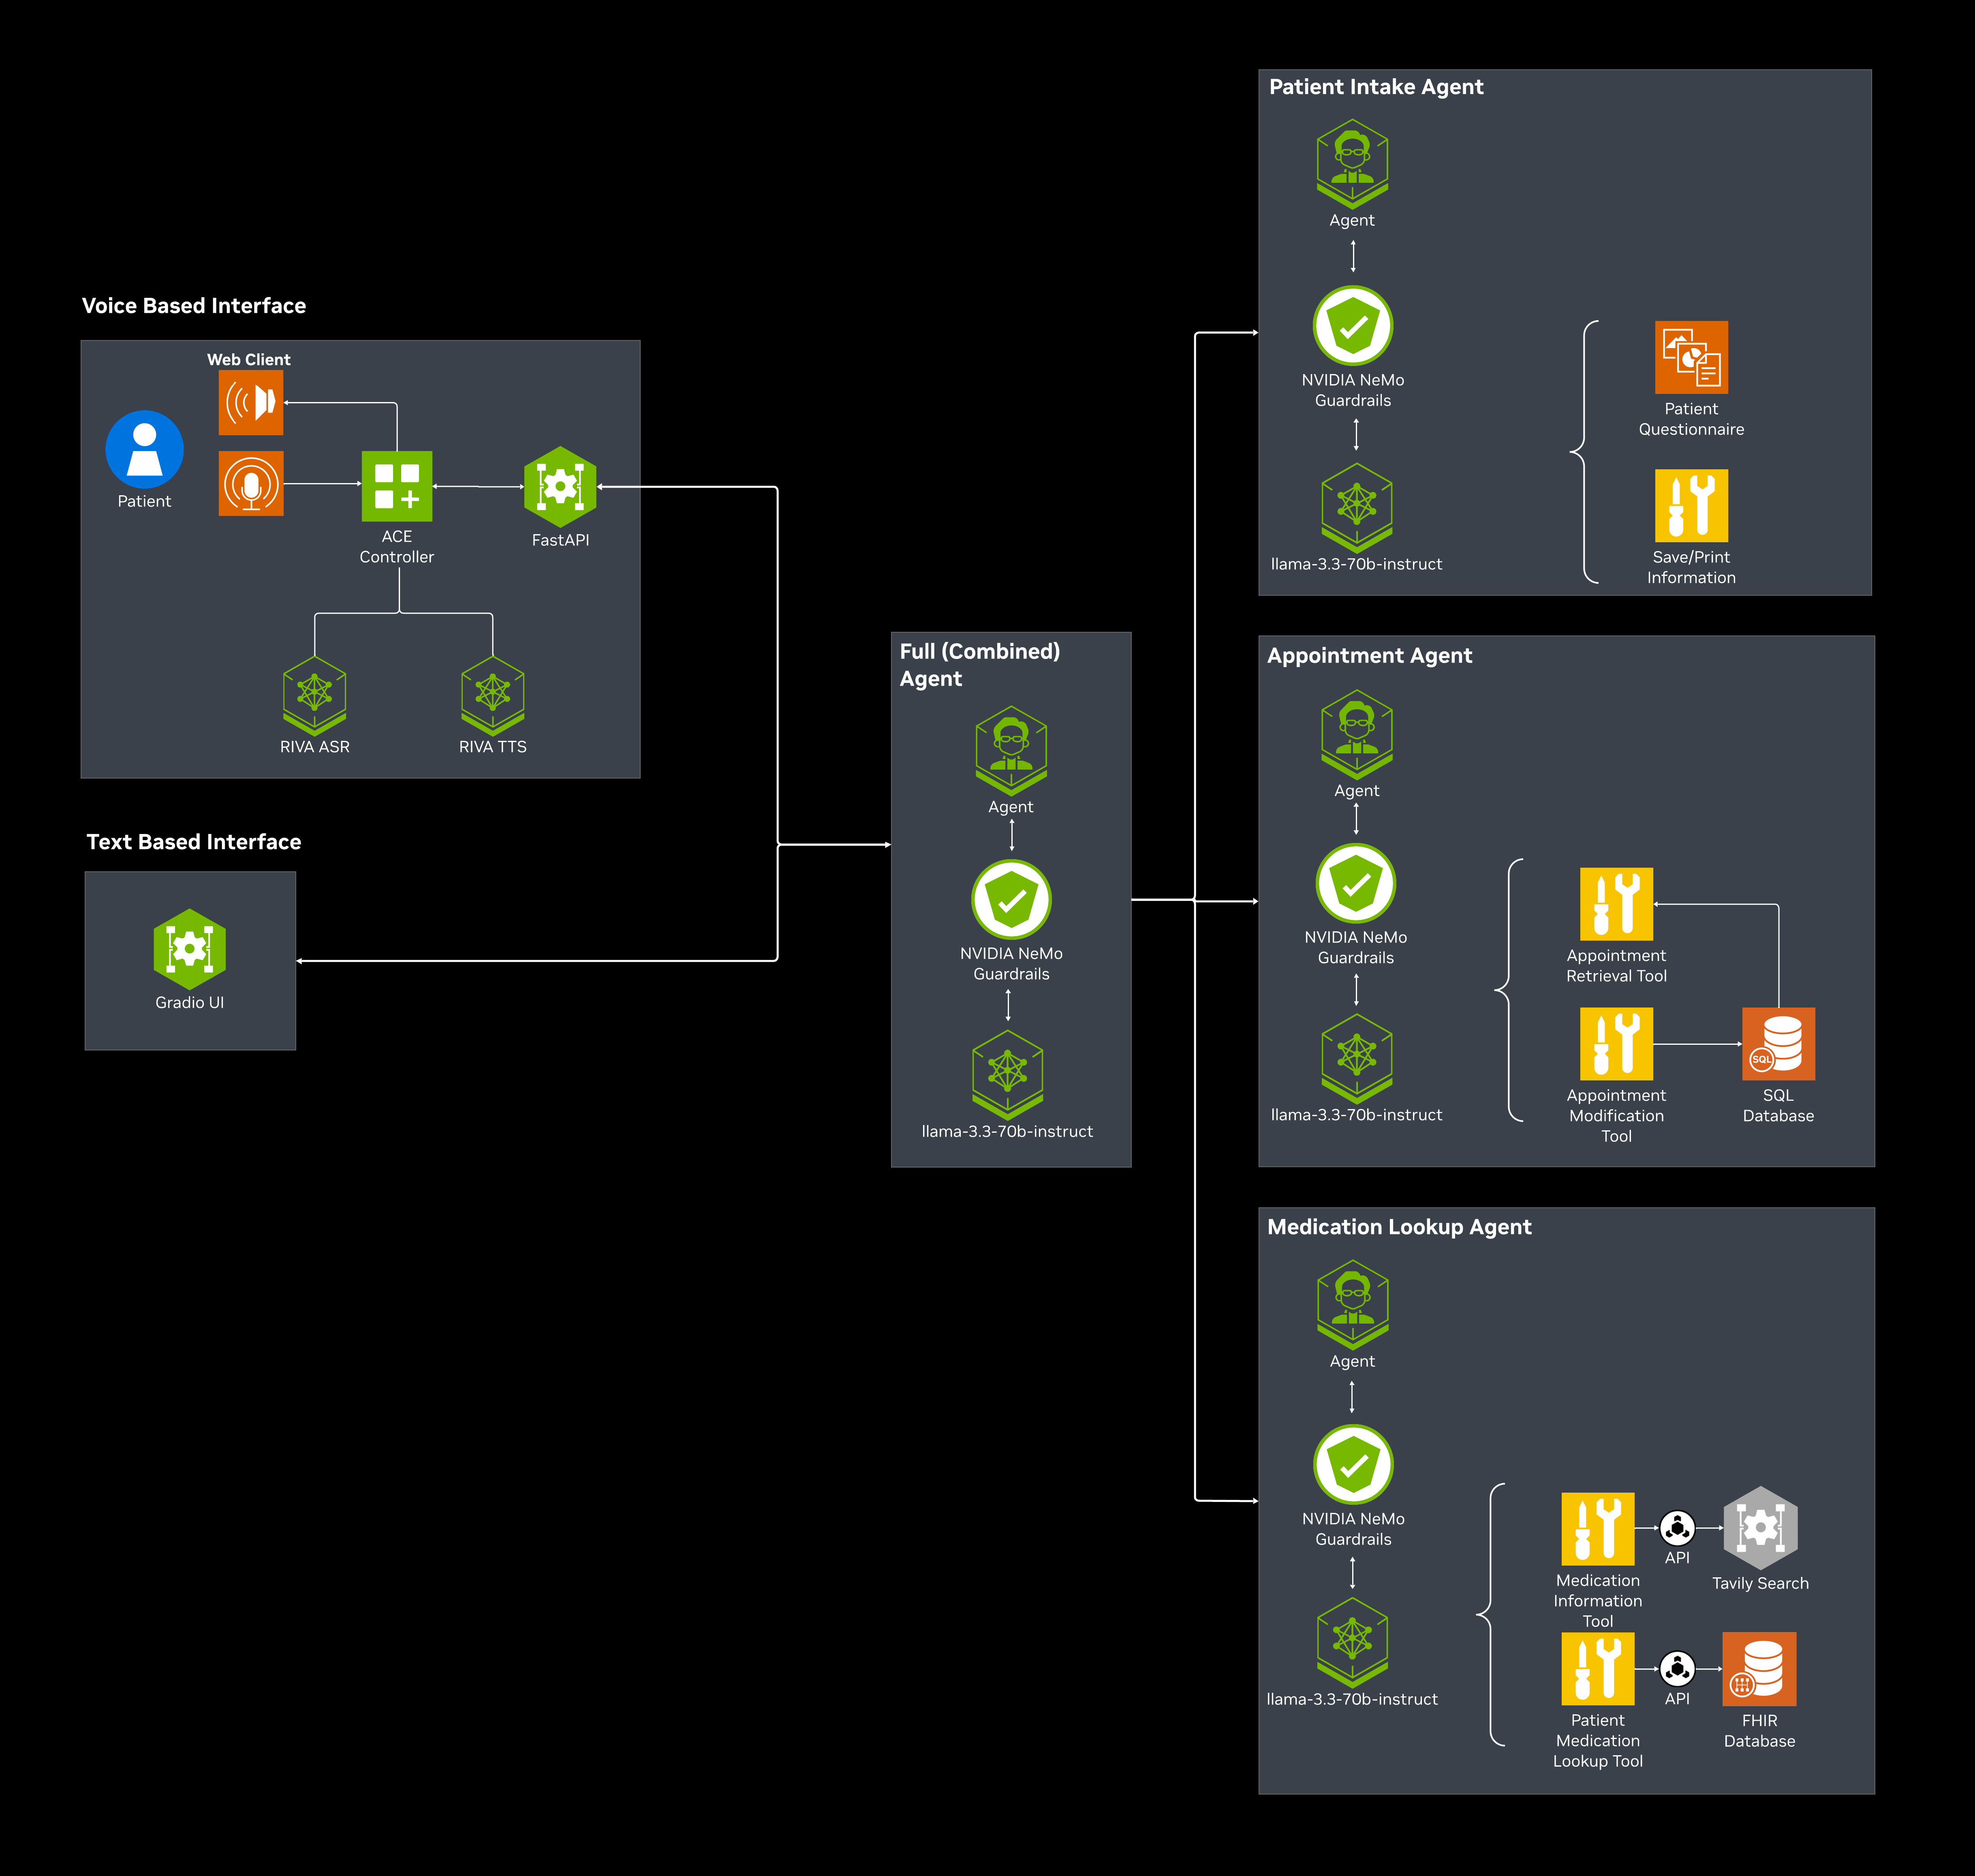 Voice Based Interface
Web Client
Patient
ACE
Controller
FastAPI
RIVA ASR
RIVA TTS
Text Based Interface
Gradio UI
Full (Combined)
Agent
Agent
NVIDIA NeMo
Guardrails
llama-3.3-70b-instruct
Patient Intake Agent
Agent
NVIDIA NeMo
Guardrails
llama-3.3-70b-instruct
Patient
Questionnaire
Save/Print
Information
Appointment Agent
Agent
NVIDIA NeMo
Guardrails
llama-3.3-70b-instruct
Appointment
Retrieval Tool
Appointment
Modification
Tool
SQL
SQL
Database
Medication Lookup Agent
Agent
NVIDIA NeMo
Guardrails
llama-3.3-70b-instruct
Medication
Information
Tool
API
Tavily Search
Patient
Medication
Lookup Tool
API
FHIR
Database